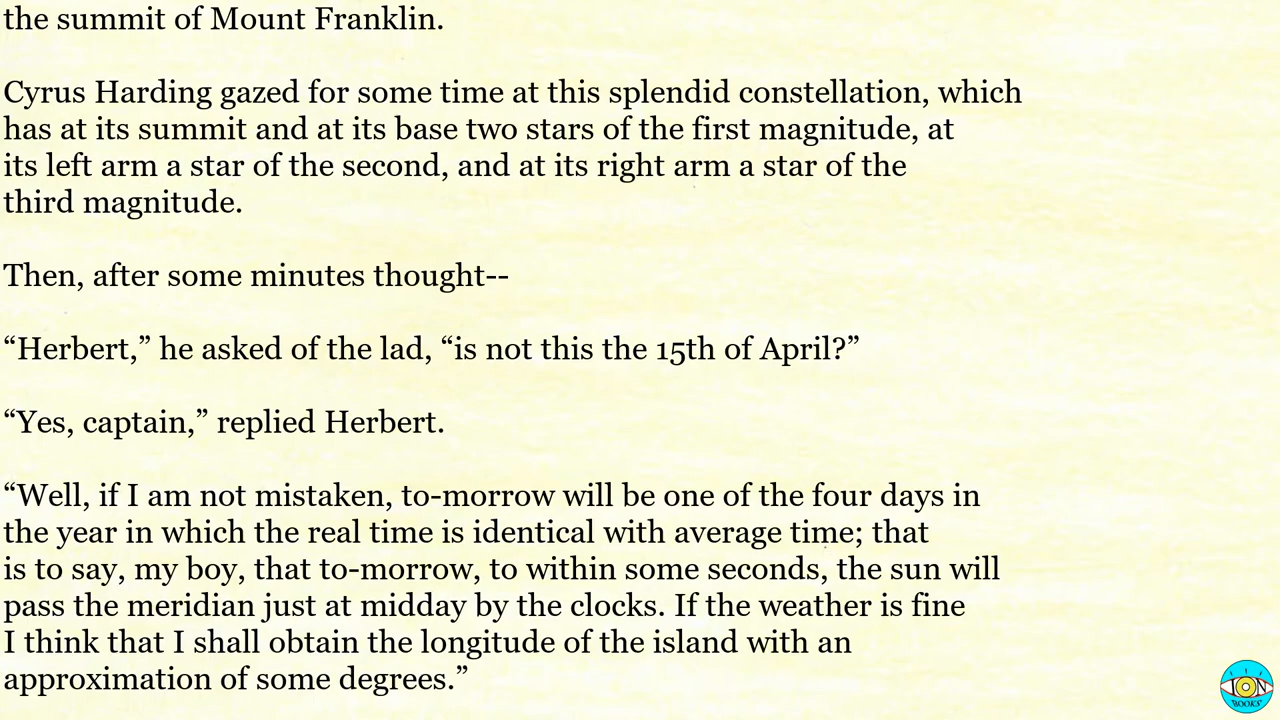 the summit of Mount Franklin.
Cyrus Harding gazed for some time at this splendid constellation, which
has at its summit and at its base two stars of the first magnitude, at
its left arm a star of the second, and at its right arm a star of the
third magnitude.
Then, after some minutes thought--
“Herbert,” he asked of the lad, “is not this the 15th of April?”
“Yes, captain,” replied Herbert.
“Well, if I am not mistaken, to-morrow will be one of the four days in
the year in which the real time is identical with average time; that
is to say, my boy, that to-morrow, to within some seconds, the sun will
pass the meridian just at midday by the clocks. If the weather is fine
I think that I shall obtain the longitude of the island with an
approximation of some degrees.”
ION
BOOKS